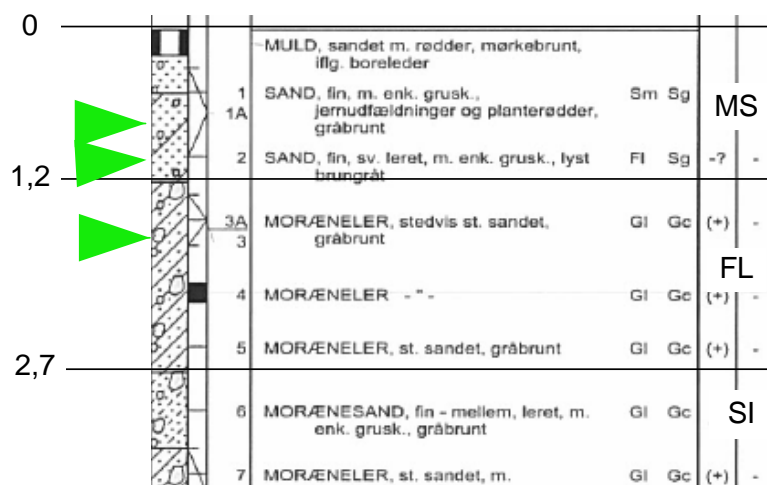 0
MULD, sandet m. rødder, mørkebrunt,
iflg. boreleder
1 SAND, fin, m. enk. grusk., Sm Sg
1A jernudfældninger og planterødder, MS
gråbrunt
2 SAND, fin, sv. leret, m. enk. grusk., lyst Fl Sg -? -
1,2 brungråt
3A MORÆNELER, stedvis st. sandet, Gl Gc (+) -
3 gråbrunt
FL
4 MORÆNELER - " - Gl Gc (+) -
5 MORÆNELER, st. sandet, gråbrunt Gl Gc (+) -
2,7
6 MORÆNESAND, fin - mellem, leret, m. Gl Gc SI
enk. grusk., gråbrunt
7 MORÆNELER, st. sandet, m. Gl Gc (+) -